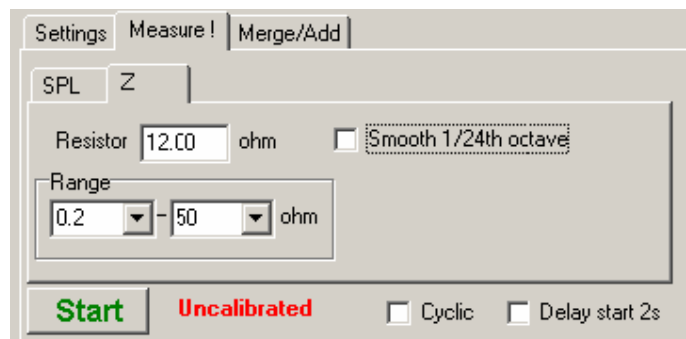 Settings Measure! Merge/Add
SPL Z
Resistor 12.00 ohm Smooth 1/24th octave
Range
0.2 - 50 ohm
Start Uncalibrated Cyclic Delay start 2s